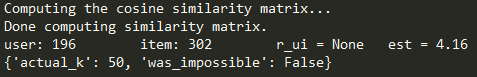 Computing the cosine similarity matrix...
Done computing similarity matrix.
user: 196        item: 302        r_ui = None   est = 4.16
{'actual_k': 50, 'was_impossible': False}